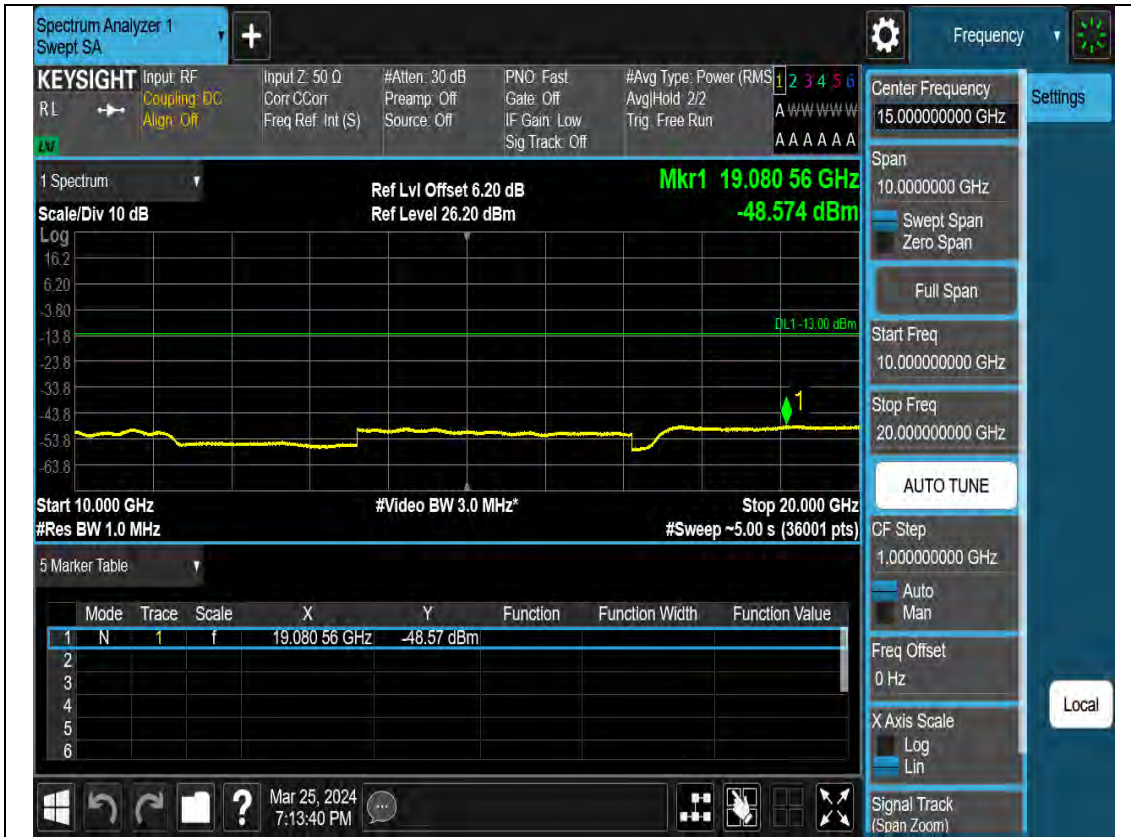 Spectrum Analyzer 1
Swept SA
+
Frequency
KEYSIGHT
RL
LXI
Input: RF
Coupling: DC
Align: Off
Input Z: 50 Ω
Corr CCorr
Freq Ref: Int (S)
#Atten: 30 dB
Preamp: Off
Source: Off
PNO: Fast
Gate: Off
IF Gain: Low
Sig Track: Off
#Avg Type: Power (RMS
Avg|Hold: 2/2
Trig: Free Run
1 2 3 4 5 6
A W W W W W
A A A A A A
1 Spectrum
Scale/Div 10 dB
Ref Lvl Offset 6.20 dB
Ref Level 26.20 dBm
Mkr1 19.080 56 GHz
-48.574 dBm
Log
16.2
6.20
-3.80
-13.8
-23.8
-33.8
-43.8
-53.8
-63.8
DL1 -13.00 dBm
1
Start 10.000 GHz
#Res BW 1.0 MHz
#Video BW 3.0 MHz*
Stop 20.000 GHz
#Sweep ~5.00 s (36001 pts)
5 Marker Table
Mode Trace Scale X Y Function Function Width Function Value
1 N 1 f 19.080 56 GHz -48.57 dBm
2
3
4
5
6
Center Frequency
15.000000000 GHz
Settings
Span
10.0000000 GHz
Swept Span
Zero Span
Full Span
Start Freq
10.000000000 GHz
Stop Freq
20.000000000 GHz
AUTO TUNE
CF Step
1.000000000 GHz
Auto
Man
Freq Offset
0 Hz
X Axis Scale
Log
Lin
Signal Track
(Span Zoom)
Local
?
Mar 25, 2024
7:13:40 PM